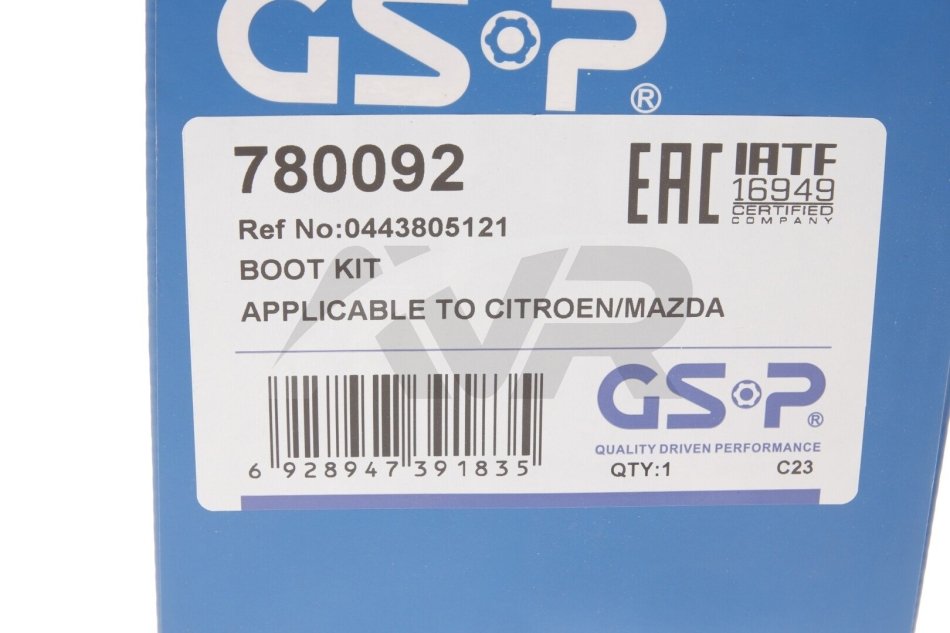 GSP®
780092
EAC
IATF
16949
CERTIFIED
COMPANY
Ref No:0443805121
BOOT KIT
APPLICABLE TO CITROEN/MAZDA
VR
6 928947 391835
GSP®
QUALITY DRIVEN PERFORMANCE
QTY:1 C23